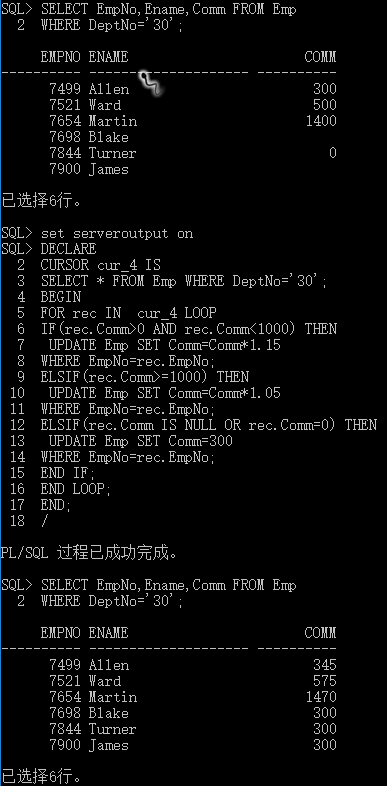 SQL> SELECT EmpNo,Ename,Comm FROM Emp
  2  WHERE DeptNo='30';
     EMPNO ENAME                      COMM
---------- -------------------- ----------
      7499 Allen                       300
      7521 Ward                        500
      7654 Martin                     1400
      7698 Blake
      7844 Turner                        0
      7900 James
已选择6行。
SQL> set serveroutput on
SQL> DECLARE
  2  CURSOR cur_4 IS
  3  SELECT * FROM Emp WHERE DeptNo='30';
  4  BEGIN
  5  FOR rec IN  cur_4 LOOP
  6  IF(rec.Comm>0 AND rec.Comm<1000) THEN
  7   UPDATE Emp SET Comm=Comm*1.15
  8  WHERE EmpNo=rec.EmpNo;
  9  ELSIF(rec.Comm>=1000) THEN
 10   UPDATE Emp SET Comm=Comm*1.05
 11  WHERE EmpNo=rec.EmpNo;
 12  ELSIF(rec.Comm IS NULL OR rec.Comm=0) THEN
 13   UPDATE Emp SET Comm=300
 14  WHERE EmpNo=rec.EmpNo;
 15  END IF;
 16  END LOOP;
 17  END;
 18  /
PL/SQL 过程已成功完成。
SQL> SELECT EmpNo,Ename,Comm FROM Emp
  2  WHERE DeptNo='30';
     EMPNO ENAME                      COMM
---------- -------------------- ----------
      7499 Allen                       345
      7521 Ward                        575
      7654 Martin                     1470
      7698 Blake                       300
      7844 Turner                      300
      7900 James                       300
已选择6行。